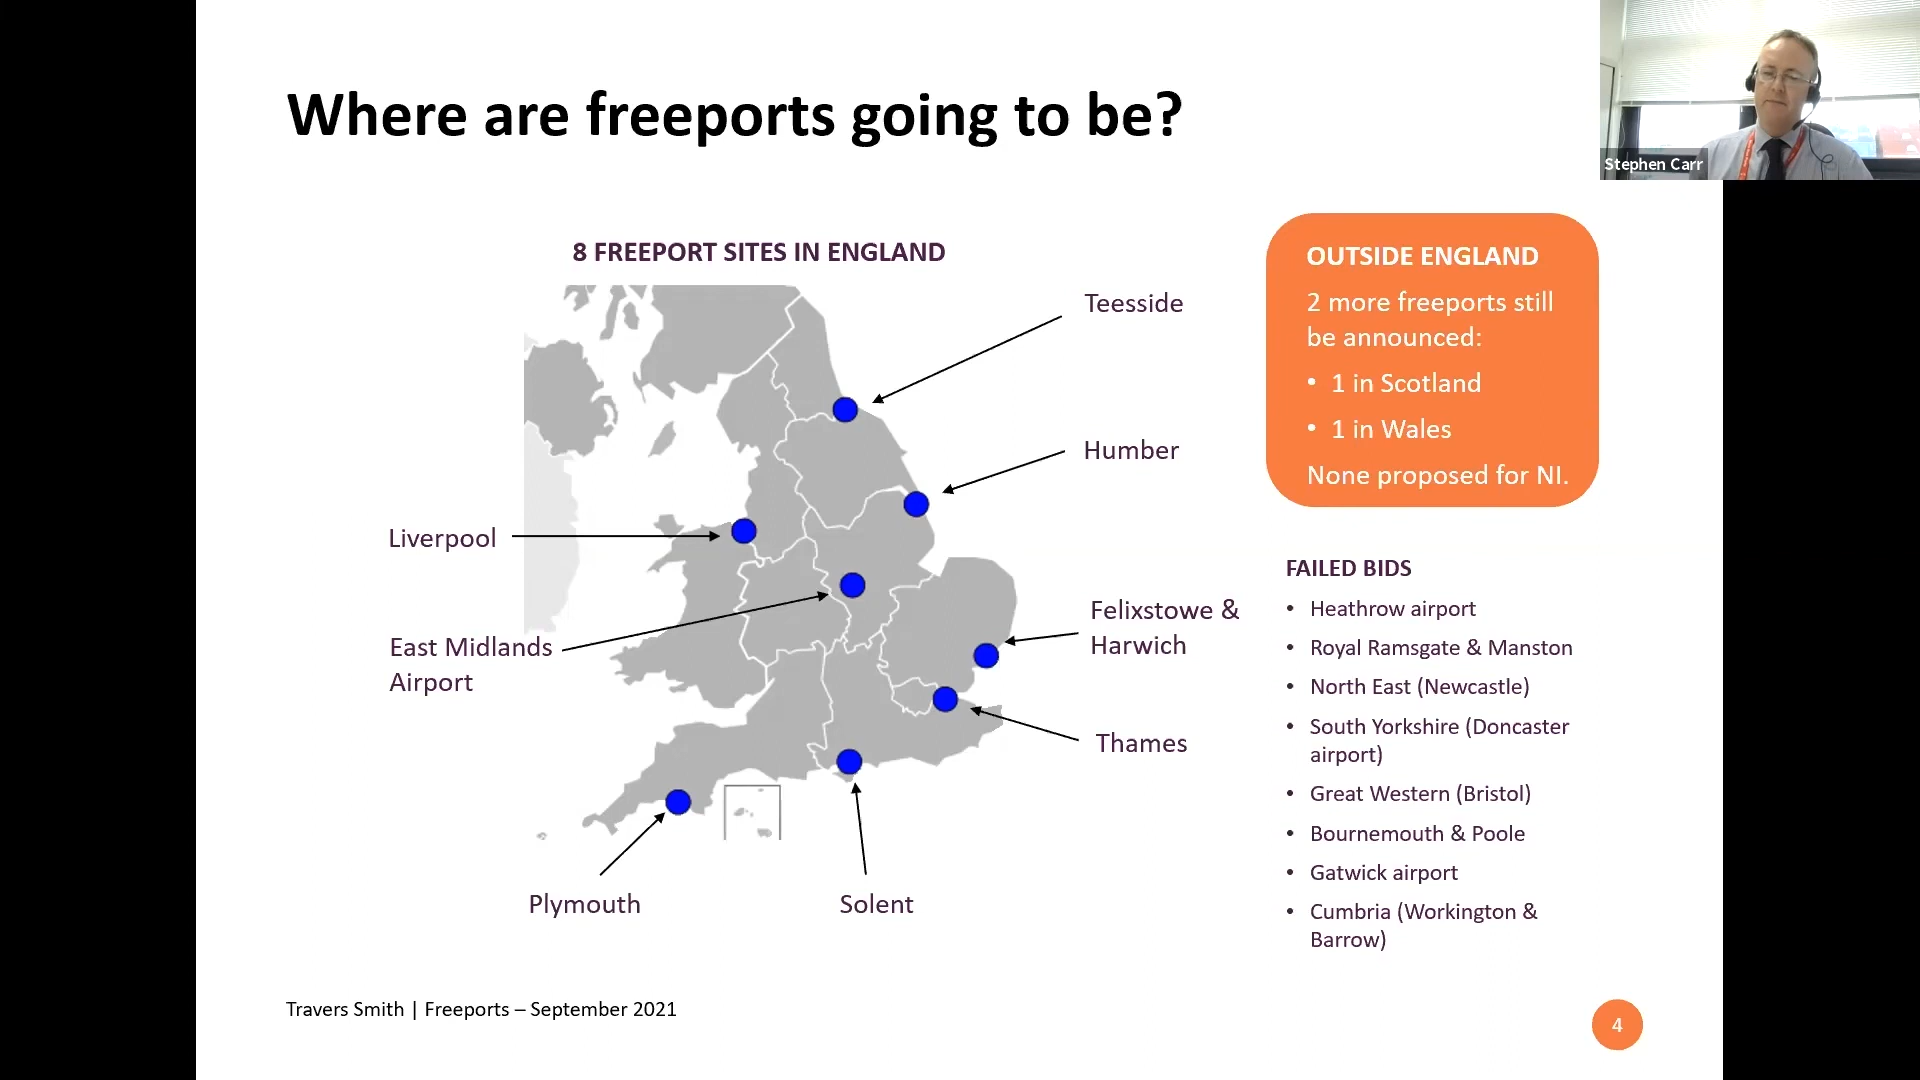 Where are freeports going to be?
Stephen Carr
8 FREEPORT SITES IN ENGLAND
Teesside
Humber
Liverpool
East Midlands
Airport
Felixstowe &
Harwich
Thames
Plymouth
Solent
OUTSIDE ENGLAND
2 more freeports still
be announced:
• 1 in Scotland
• 1 in Wales
None proposed for NI.
FAILED BIDS
• Heathrow airport
• Royal Ramsgate & Manston
• North East (Newcastle)
• South Yorkshire (Doncaster
airport)
• Great Western (Bristol)
• Bournemouth & Poole
• Gatwick airport
• Cumbria (Workington &
Barrow)
Travers Smith | Freeports – September 2021
4